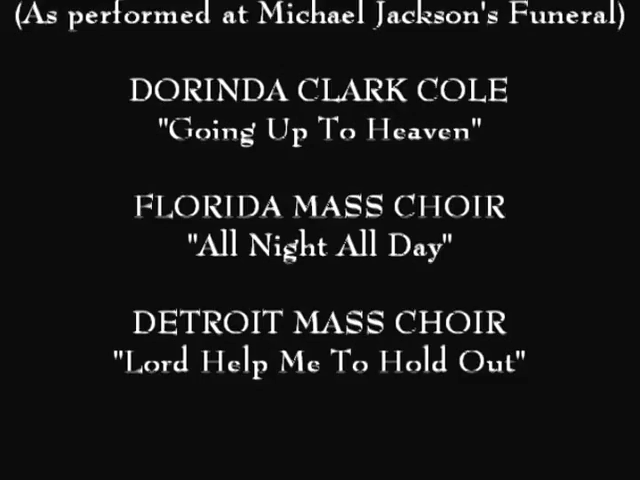 (As performed at Michael Jackson's Funeral)
DORINDA CLARK COLE
"Going Up To Heaven"
FLORIDA MASS CHOIR
"All Night All Day"
DETROIT MASS CHOIR
"Lord Help Me To Hold Out"